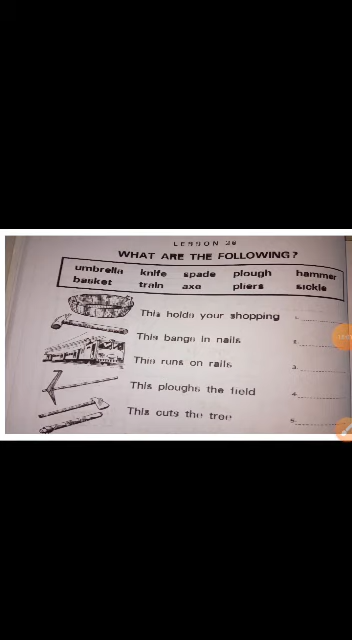 LESSON 28
WHAT ARE THE FOLLOWING?
umbrella knife spade plough hammer
basket train axe pliers sickle
This holds your shopping 1.
This bangs in nails 2.
This runs on rails 3.
This ploughs the field 4.
This cuts the tree 5.